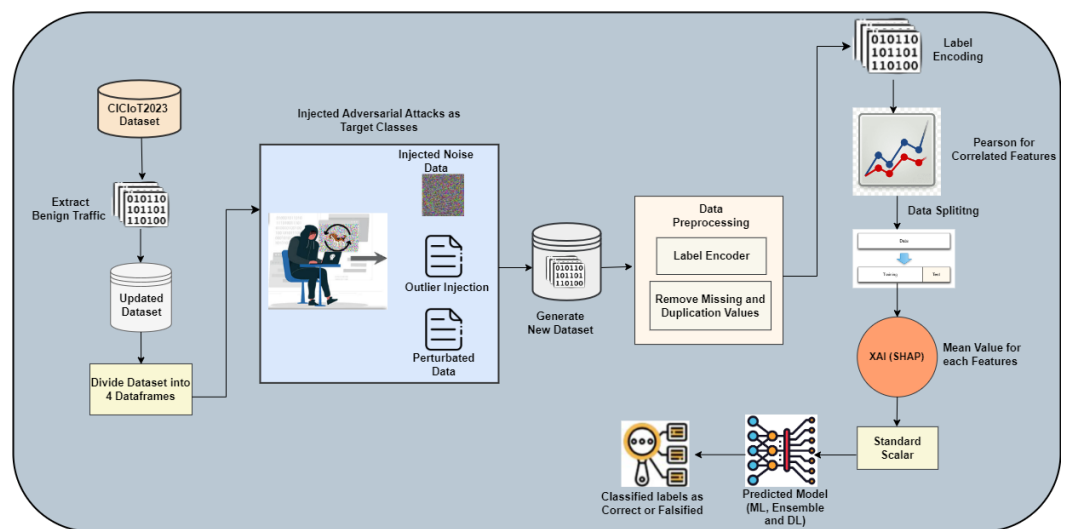 CICIoT2023
Dataset
Extract
Benign Traffic
010110
101101
110100
Updated
Dataset
Divide Dataset into
4 Dataframes
Injected Adversarial Attacks as
Target Classes
Injected Noise
Data
Outlier Injection
Perturbated
Data
010110
101101
110100
Generate
New Dataset
Data
Preprocessing
Label Encoder
Remove Missing and
Duplication Values
010110
101101
110100
Label
Encoding
Pearson for
Correlated Features
Data Splititng
Data
Training
Test
XAI (SHAP)
Mean Value for
each Features
Standard
Scalar
Predicted Model
(ML, Ensemble
and DL)
Classified labels as
Correct or Falsified